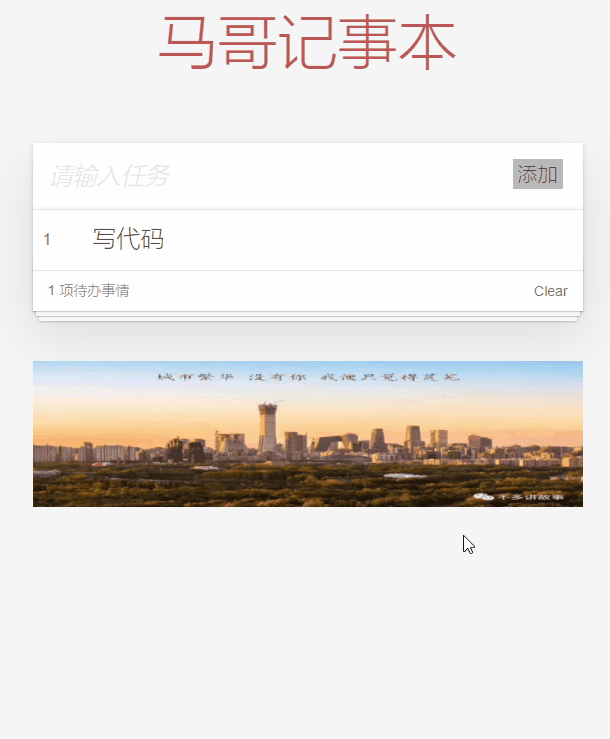 马哥记事本
请输入任务
添加
1 写代码
1 项待办事情
Clear
城市繁华 没有你 我便只觉得荒芜
不多讲故事